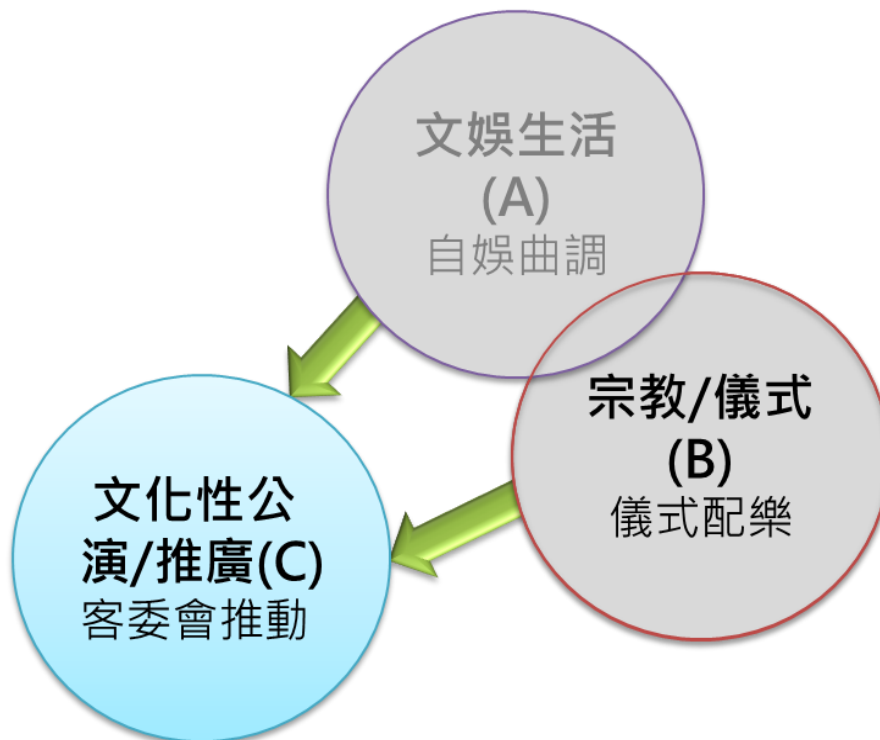 文娛生活
(A)
自娛曲調
宗教/儀式
(B)
儀式配樂
文化性公
演/推廣(C)
客委會推動